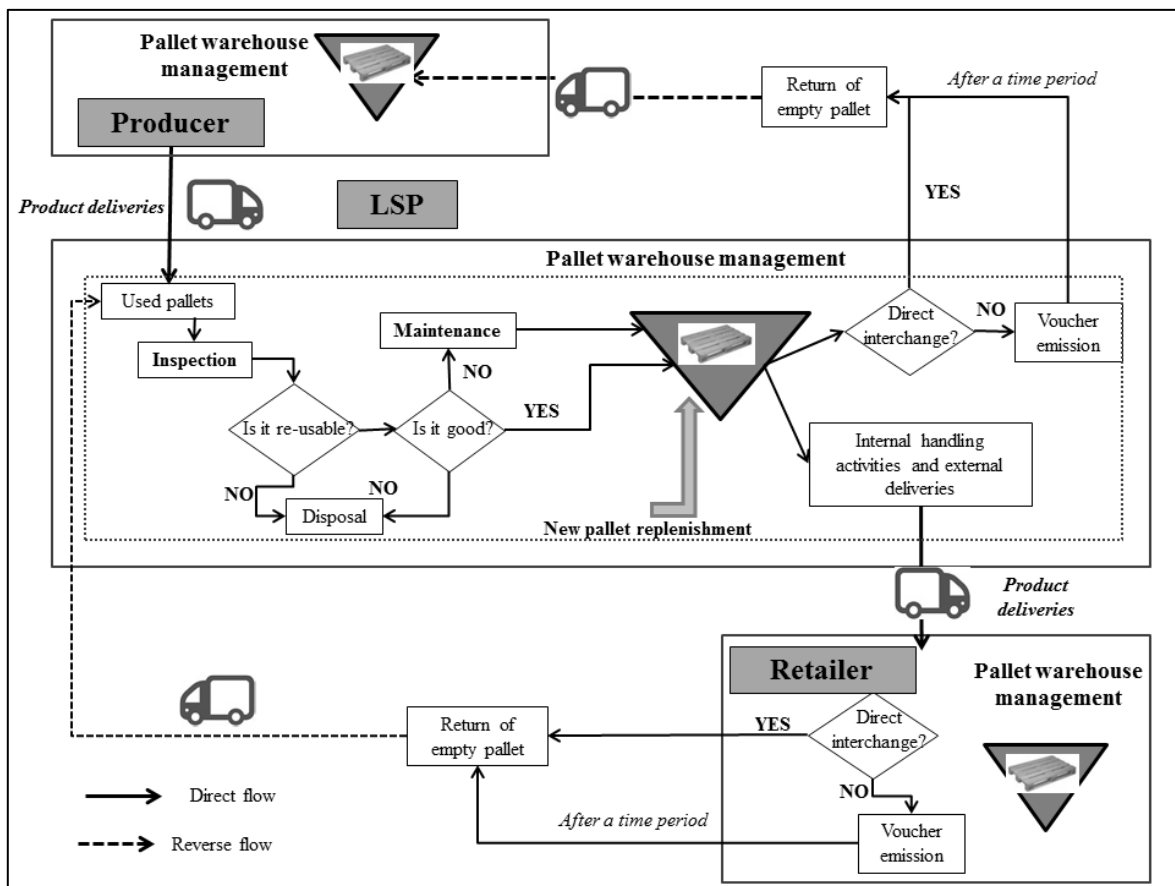 Pallet warehouse
management
Producer
Return of
empty pallet
After a time period
YES
Product deliveries
LSP
Pallet warehouse management
Used pallets
Inspection
Maintenance
NO
Is it re-usable?
Is it good?
YES
NO
NO
Disposal
New pallet replenishment
Direct
interchange?
NO
Voucher
emission
Internal handling
activities and external
deliveries
Product
deliveries
Retailer
Pallet warehouse
management
Direct
interchange?
YES
NO
Voucher
emission
Return of
empty pallet
After a time period
Direct flow
Reverse flow